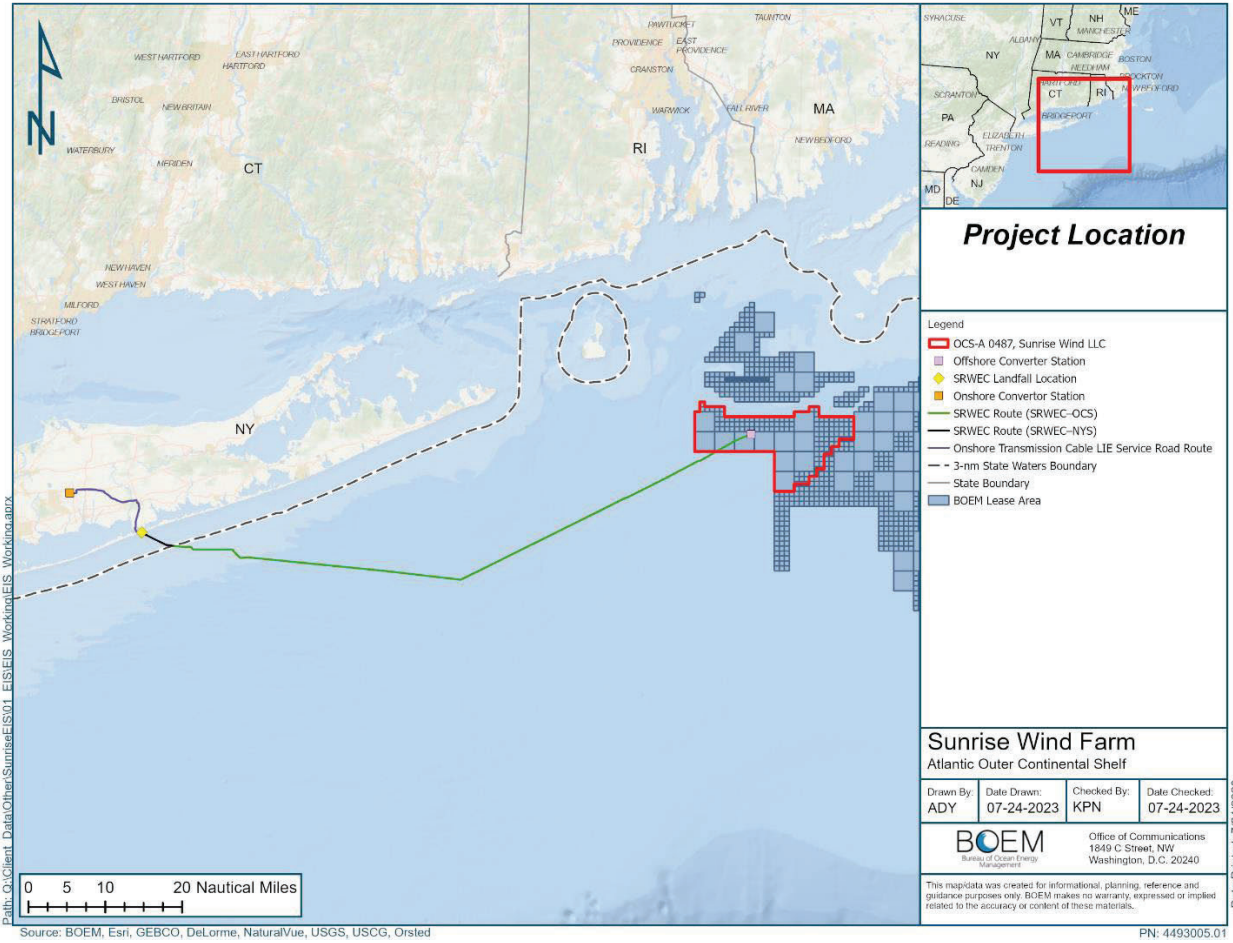 N
WEST HARTFORD
EAST HARTFORD
HARTFORD
BRISTOL
NEW BRITAIN
WATERBURY
MERIDEN
CT
NEW HAVEN
WEST HAVEN
MILFORD
STRATFORD
BRIDGEPORT
PAWTUCKET
TAUNTON
PROVIDENCE
EAST
PROVIDENCE
CRANSTON
WARWICK
FALL RIVER
MA
NEW BEDFORD
RI
NY
0 5 10 20 Nautical Miles
Path: Q:\Client_Data\Other\SunriseEIS\01_EIS\EIS_Working\EIS_Working.aprx
SYRACUSE
VT
NH
ME
MANCHESTER
ALBANY
NY
MA
CAMBRIDGE
BOSTON
NEEDHAM
BROCKTON
HARTFORD
NEW BEDFORD
CT
RI
SCRANTON
BRIDGEPORT
PA
ELIZABETH
TRENTON
READING
CAMDEN
NJ
MD
DE
Project Location
Legend
OCS-A 0487, Sunrise Wind LLC
Offshore Converter Station
SRWEC Landfall Location
Onshore Convertor Station
SRWEC Route (SRWEC-OCS)
SRWEC Route (SRWEC–NYS)
Onshore Transmission Cable LIE Service Road Route
3-nm State Waters Boundary
State Boundary
BOEM Lease Area
Sunrise Wind Farm
Atlantic Outer Continental Shelf
Drawn By: ADY
Date Drawn: 07-24-2023
Checked By: KPN
Date Checked: 07-24-2023
BOEM
Bureau of Ocean Energy
Management
Office of Communications
1849 C Street, NW
Washington, D.C. 20240
This map/data was created for informational, planning, reference and
guidance purposes only. BOEM makes no warranty, expressed or implied
related to the accuracy or content of these materials.
Source: BOEM, Esri, GEBCO, DeLorme, NaturalVue, USGS, USCG, Orsted
PN: 4493005.01